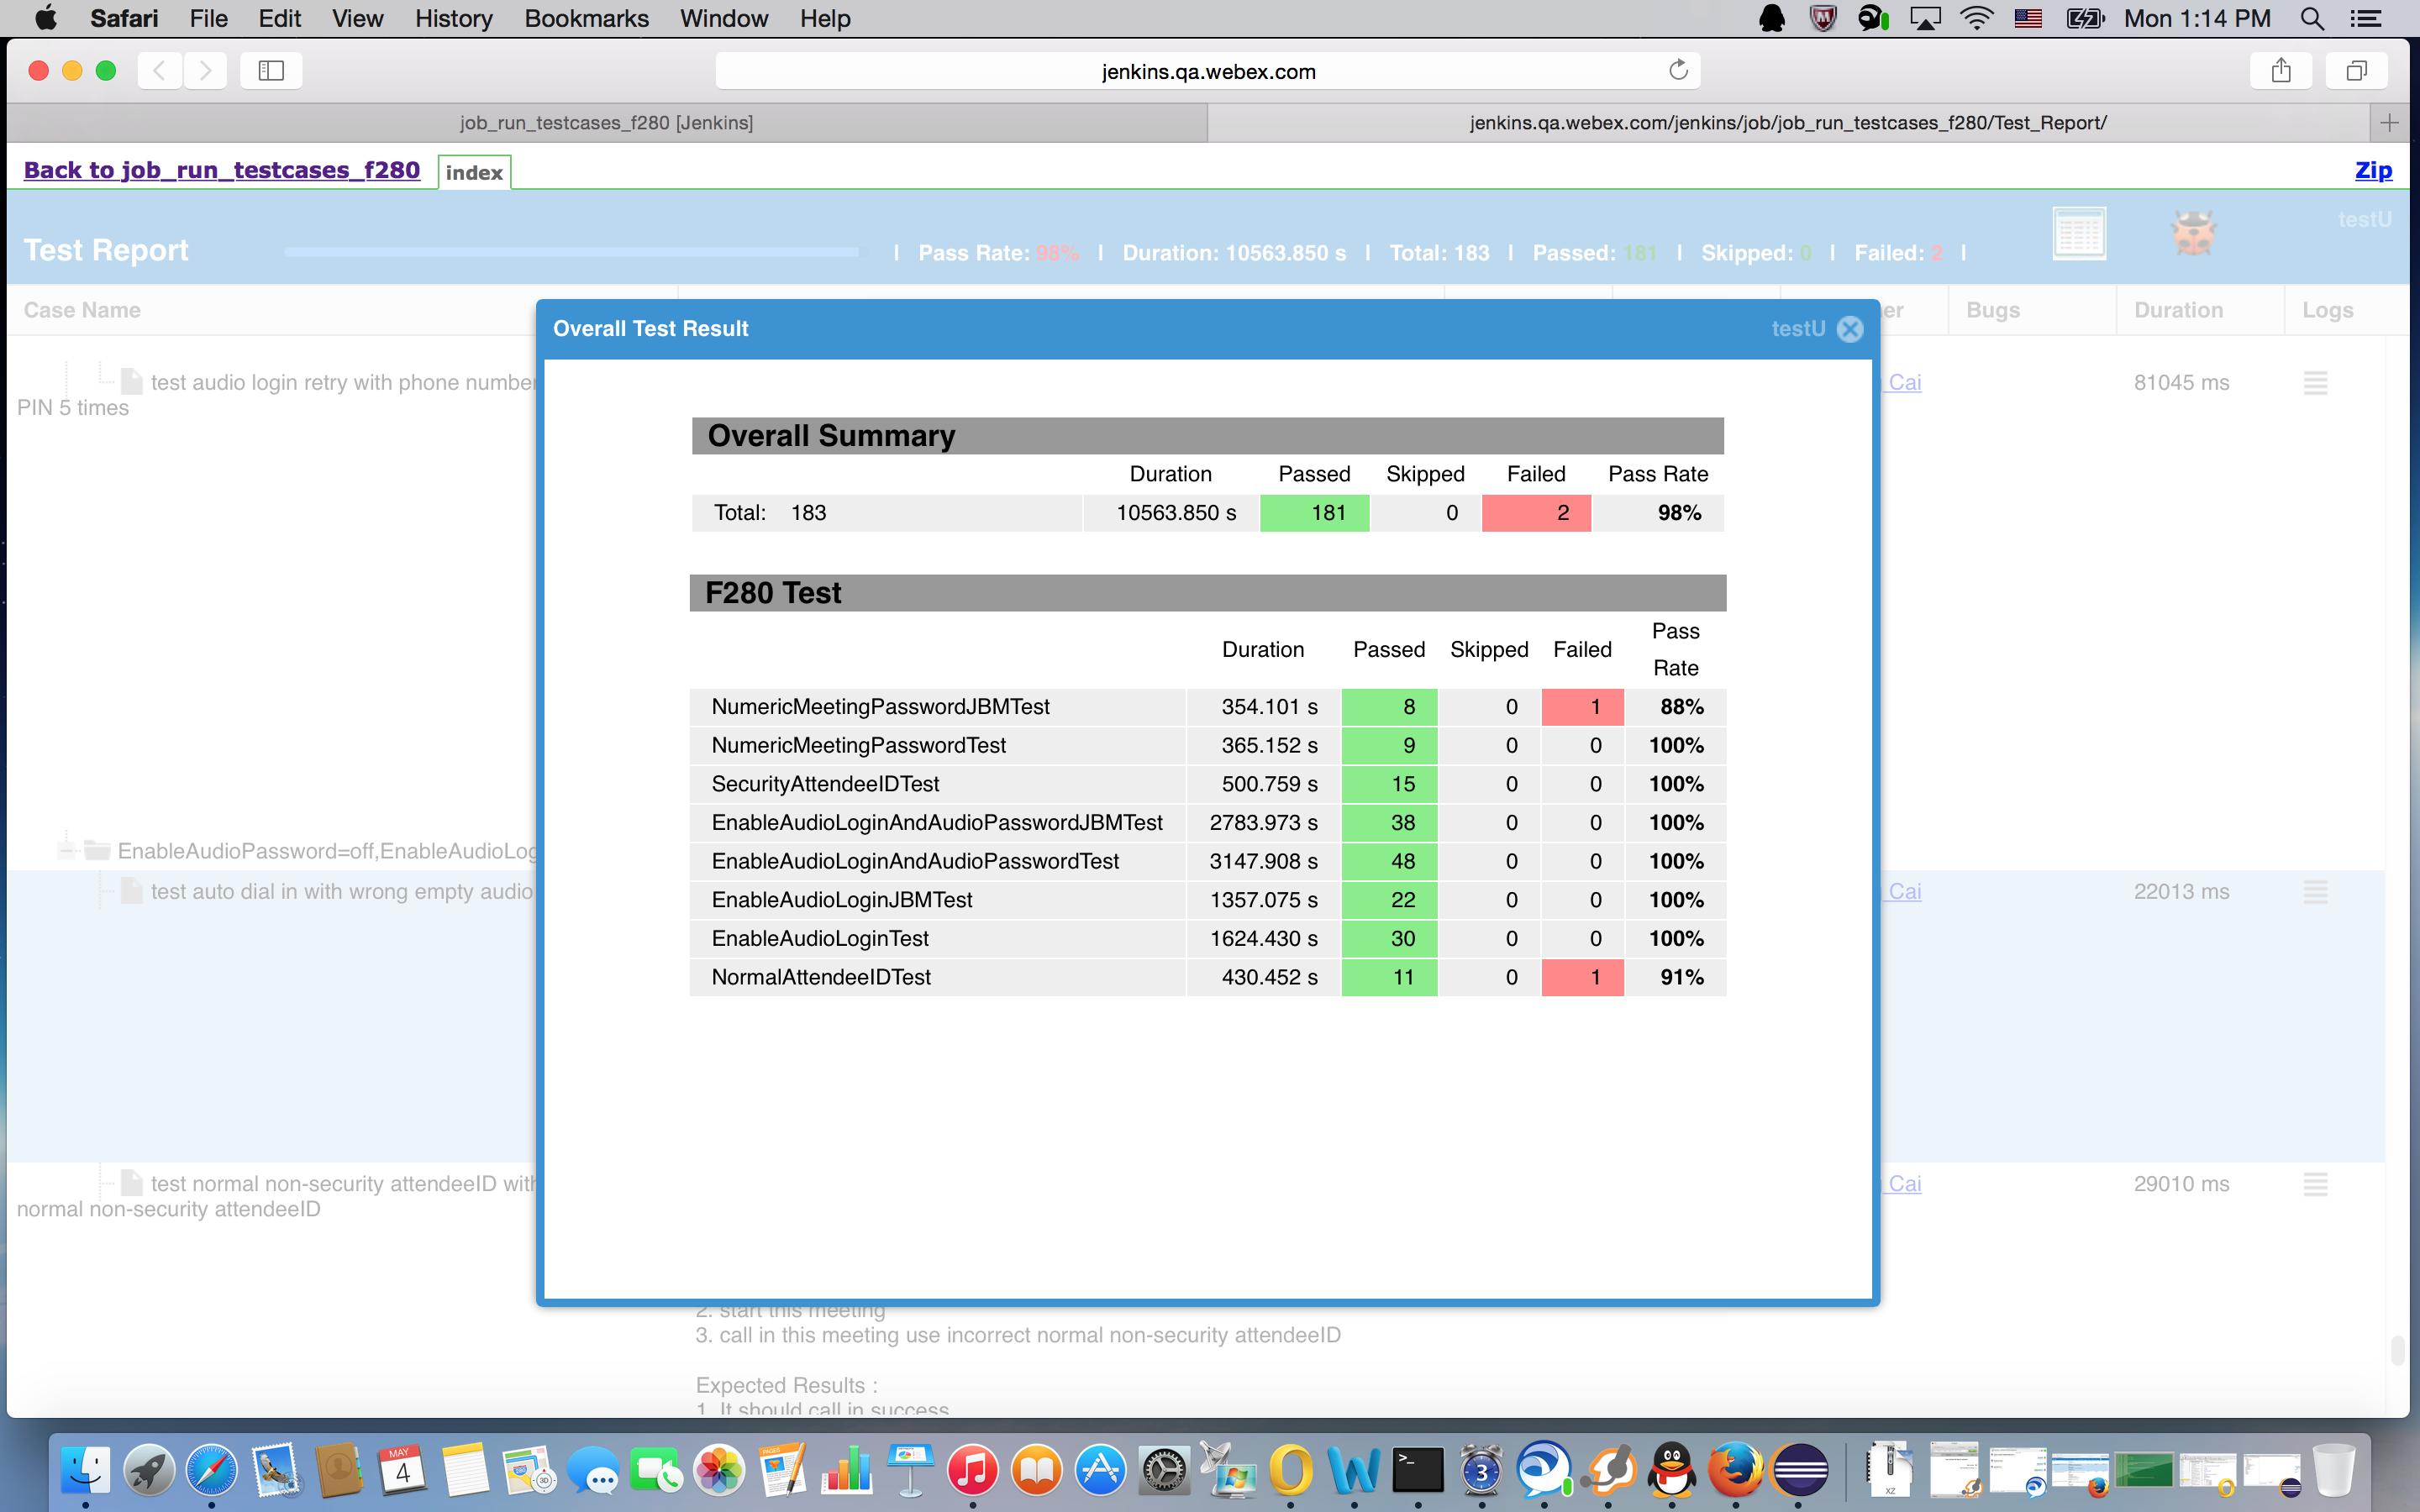 Safari File Edit View History Bookmarks Window Help Mon 1:14 PM
jenkins.qa.webex.com
job_run_testcases_f280 [Jenkins] jenkins.qa.webex.com/jenkins/job/job_run_testcases_f280/Test_Report/
Back to job_run_testcases_f280 index Zip
testU
Test Report | Pass Rate: 98% | Duration: 10563.850 s | Total: 183 | Passed: 181 | Skipped: 0 | Failed: 2 |
Case Name er Bugs Duration Logs
Overall Test Result testU
test audio login retry with phone number Cai 81045 ms
PIN 5 times
Overall Summary
Duration Passed Skipped Failed Pass Rate
Total: 183 10563.850 s 181 0 2 98%
F280 Test
Duration Passed Skipped Failed Pass Rate
NumericMeetingPasswordJBMTest 354.101 s 8 0 1 88%
NumericMeetingPasswordTest 365.152 s 9 0 0 100%
SecurityAttendeeIDTest 500.759 s 15 0 0 100%
EnableAudioLoginAndAudioPasswordJBMTest 2783.973 s 38 0 0 100%
EnableAudioLoginAndAudioPasswordTest 3147.908 s 48 0 0 100%
EnableAudioLoginJBMTest 1357.075 s 22 0 0 100%
EnableAudioLoginTest 1624.430 s 30 0 0 100%
NormalAttendeeIDTest 430.452 s 11 0 1 91%
EnableAudioPassword=off,EnableAudioLog
test auto dial in with wrong empty audio Cai 22013 ms
test normal non-security attendeeID with Cai 29010 ms
normal non-security attendeeID
2. start this meeting
3. call in this meeting use incorrect normal non-security attendeeID
Expected Results :
1. It should call in success
MAY
4
PAGES
3D
3
XZ